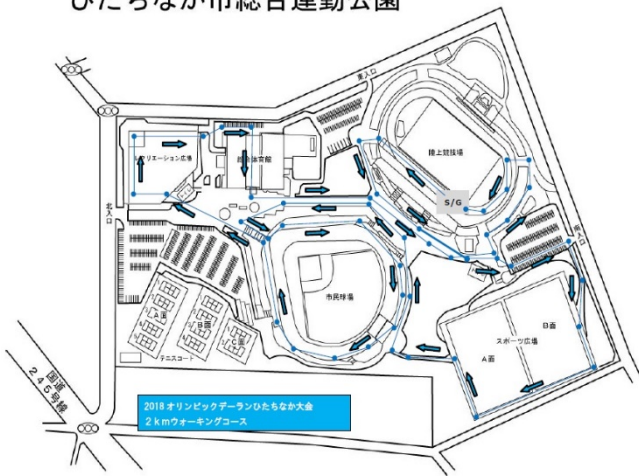 ひたちなか市総合運動公園
東入口
陸上競技場
レクリエーション広場
総合体育館
S/G
北入口
南入口
市民球場
A面
B面
C面
テニスコート
スポーツ広場
B面
A面
国道
245号線
2018 オリンピックデーランひたちなか大会
2kmウォーキングコース